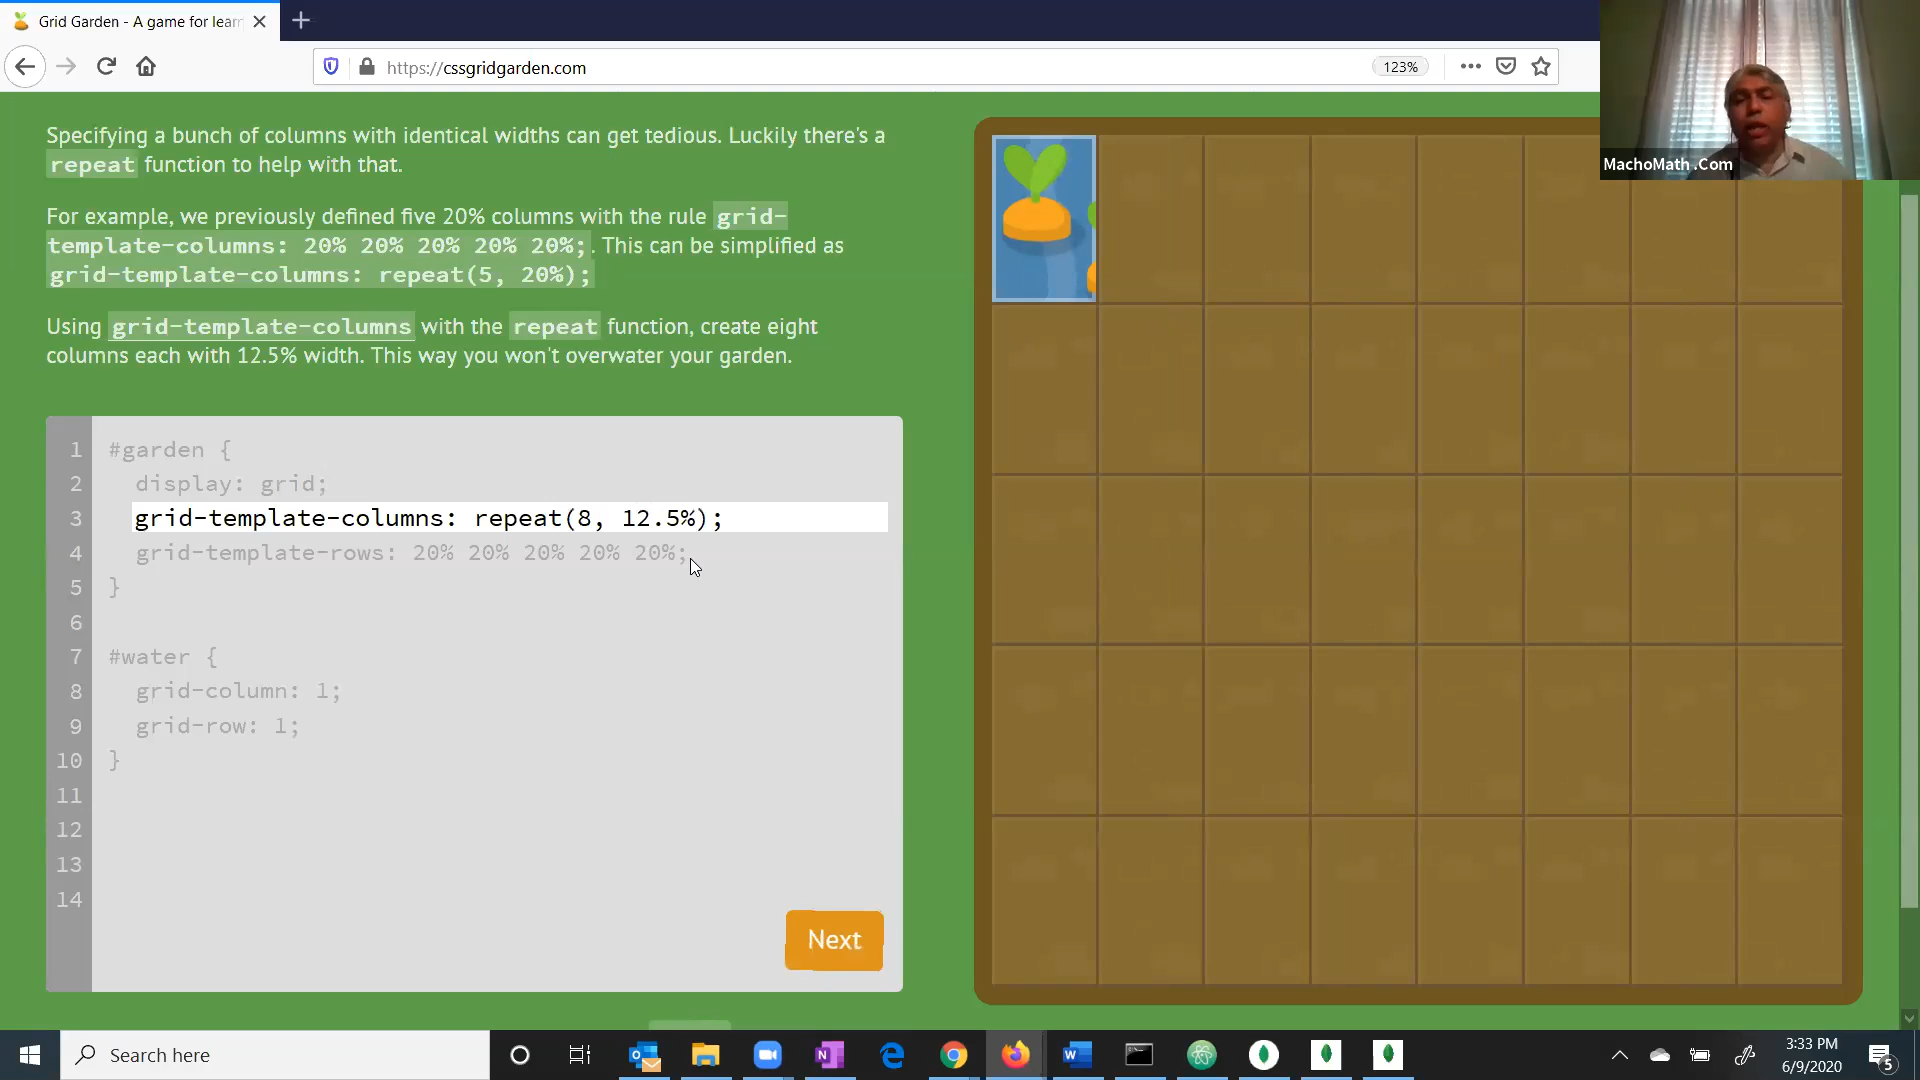 Grid Garden - A game for learn
https://cssgridgarden.com
123%
MachoMath .Com
Specifying a bunch of columns with identical widths can get tedious. Luckily there's a
repeat function to help with that.
For example, we previously defined five 20% columns with the rule grid-
template-columns: 20% 20% 20% 20% 20%;. This can be simplified as
grid-template-columns: repeat(5, 20%);
Using grid-template-columns with the repeat function, create eight
columns each with 12.5% width. This way you won't overwater your garden.
1 #garden {
2 display: grid;
3 grid-template-columns: repeat(8, 12.5%);
4 grid-template-rows: 20% 20% 20% 20% 20%;
5 }
6
7 #water {
8 grid-column: 1;
9 grid-row: 1;
10 }
11
12
13
14
Next
Search here
3:33 PM
6/9/2020
5